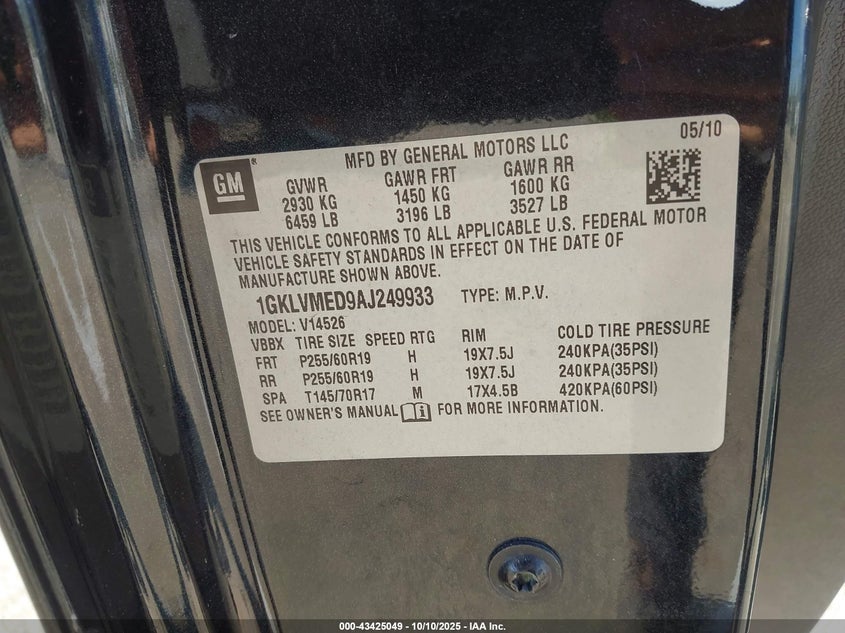 05/10
GM ®
MFD BY GENERAL MOTORS LLC
GVWR GAWR FRT GAWR RR
2930 KG 1450 KG 1600 KG
6459 LB 3196 LB 3527 LB
THIS VEHICLE CONFORMS TO ALL APPLICABLE U.S. FEDERAL MOTOR
VEHICLE SAFETY STANDARDS IN EFFECT ON THE DATE OF
MANUFACTURE SHOWN ABOVE.
1GKLVMED9AJ249933 TYPE: M.P.V.
MODEL: V14526
VBBX TIRE SIZE SPEED RTG RIM COLD TIRE PRESSURE
FRT P255/60R19 H 19X7.5J 240KPA(35PSI)
RR P255/60R19 H 19X7.5J 240KPA(35PSI)
SPA T145/70R17 M 17X4.5B 420KPA(60PSI)
SEE OWNER'S MANUAL FOR MORE INFORMATION.
000-43425049 - 10/10/2025 - IAA Inc.